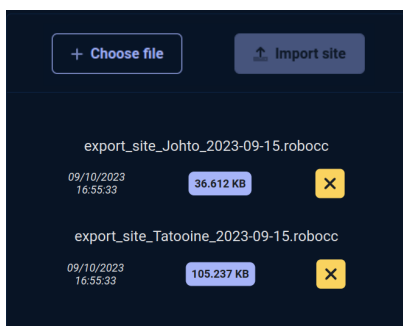 + Choose file
Import site
export_site_Johto_2023-09-15.robocc
09/10/2023
16:55:33
36.612 KB
export_site_Tatooine_2023-09-15.robocc
09/10/2023
16:55:33
105.237 KB